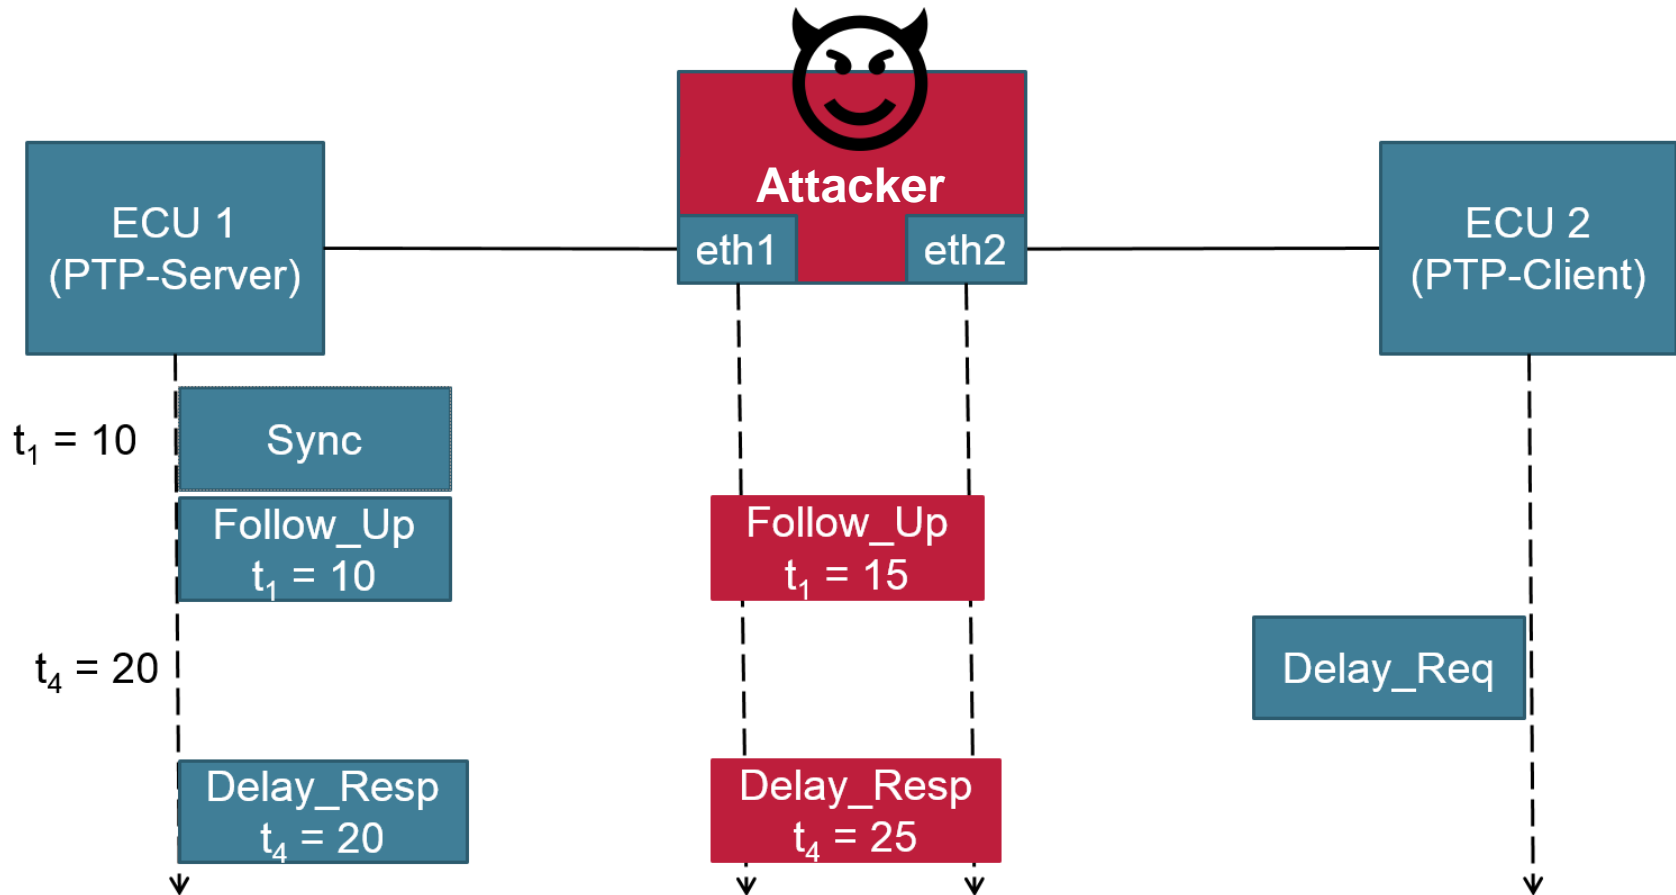 Attacker
ECU 1
(PTP-Server)
eth1
eth2
ECU 2
(PTP-Client)
t₁ = 10
Sync
Follow_Up
t₁ = 10
Follow_Up
t₁ = 15
t₄ = 20
Delay_Req
Delay_Resp
t₄ = 20
Delay_Resp
t₄ = 25